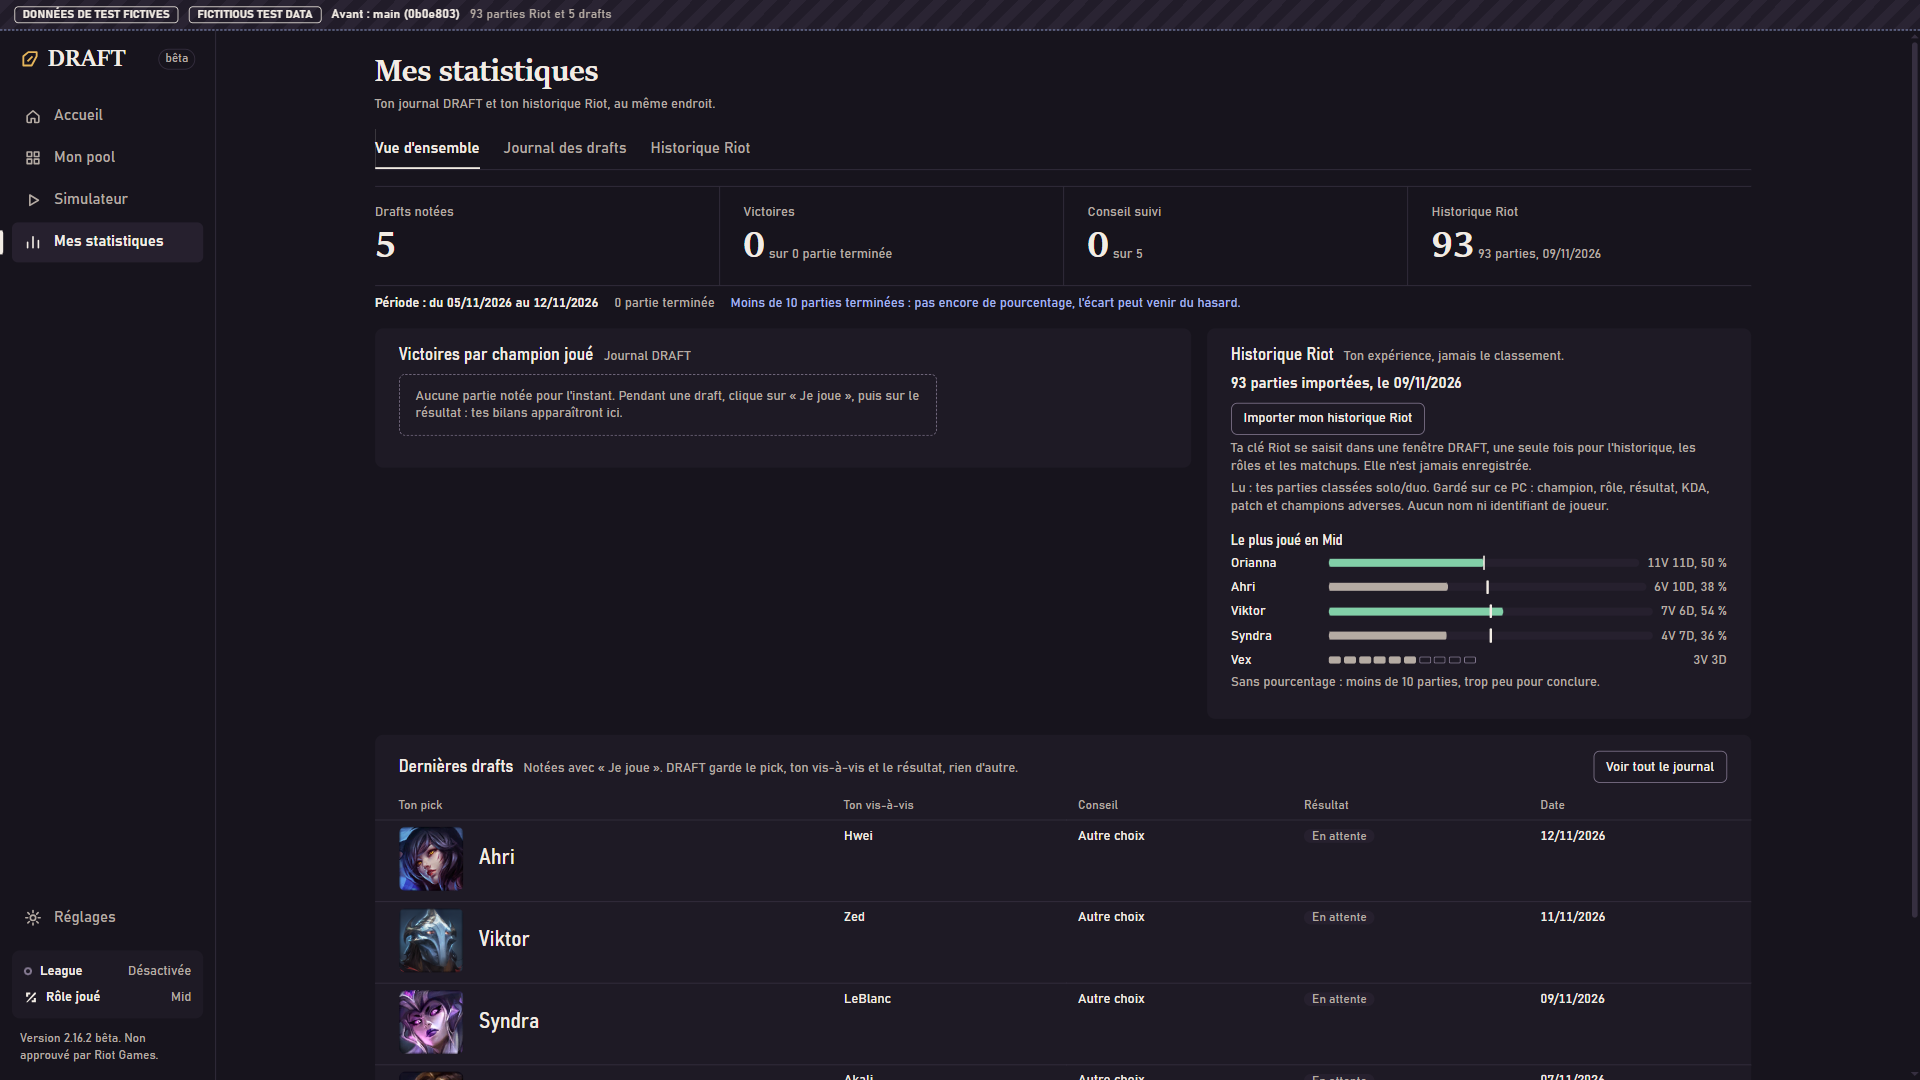 DONNÉES DE TEST FICTIVES FICTITIOUS TEST DATA Avant : main (0b0e803) 93 parties Riot et 5 drafts
DRAFT bêta
Accueil
Mon pool
Simulateur
Mes statistiques
Réglages
League Désactivée
Rôle joué Mid
Version 2.16.2 bêta. Non
approuvé par Riot Games.
Mes statistiques
Ton journal DRAFT et ton historique Riot, au même endroit.
Vue d'ensemble Journal des drafts Historique Riot
Drafts notées
5
Victoires
0 sur 0 partie terminée
Conseil suivi
0 sur 5
Historique Riot
93 93 parties, 09/11/2026
Période : du 05/11/2026 au 12/11/2026 0 partie terminée Moins de 10 parties terminées : pas encore de pourcentage, l'écart peut venir du hasard.
Victoires par champion joué Journal DRAFT
Aucune partie notée pour l'instant. Pendant une draft, clique sur « Je joue », puis sur le
résultat : tes bilans apparaîtront ici.
Historique Riot Ton expérience, jamais le classement.
93 parties importées, le 09/11/2026
Importer mon historique Riot
Ta clé Riot se saisit dans une fenêtre DRAFT, une seule fois pour l'historique, les
rôles et les matchups. Elle n'est jamais enregistrée.
Lu : tes parties classées solo/duo. Gardé sur ce PC : champion, rôle, résultat, KDA,
patch et champions adverses. Aucun nom ni identifiant de joueur.
Le plus joué en Mid
Orianna 11V 11D, 50 %
Ahri 6V 10D, 38 %
Viktor 7V 6D, 54 %
Syndra 4V 7D, 36 %
Vex 3V 3D
Sans pourcentage : moins de 10 parties, trop peu pour conclure.
Dernières drafts Notées avec « Je joue ». DRAFT garde le pick, ton vis-à-vis et le résultat, rien d'autre. Voir tout le journal
Ton pick Ton vis-à-vis Conseil Résultat Date
Ahri Hwei Autre choix En attente 12/11/2026
Viktor Zed Autre choix En attente 11/11/2026
Syndra LeBlanc Autre choix En attente 09/11/2026
Akali Autre choix En attente 07/11/2026